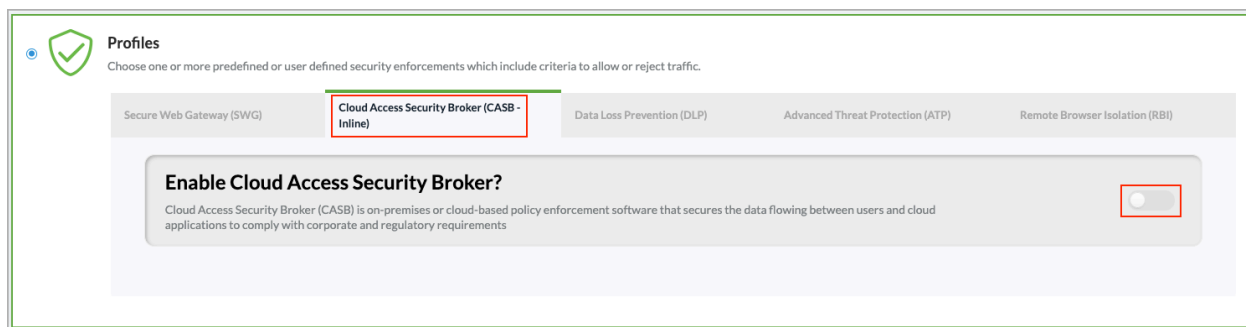 Profiles
Choose one or more predefined or user defined security enforcements which include criteria to allow or reject traffic.
Secure Web Gateway (SWG)
Cloud Access Security Broker (CASB -
Inline)
Data Loss Prevention (DLP)
Advanced Threat Protection (ATP)
Remote Browser Isolation (RBI)
Enable Cloud Access Security Broker?
Cloud Access Security Broker (CASB) is on-premises or cloud-based policy enforcement software that secures the data flowing between users and cloud
applications to comply with corporate and regulatory requirements